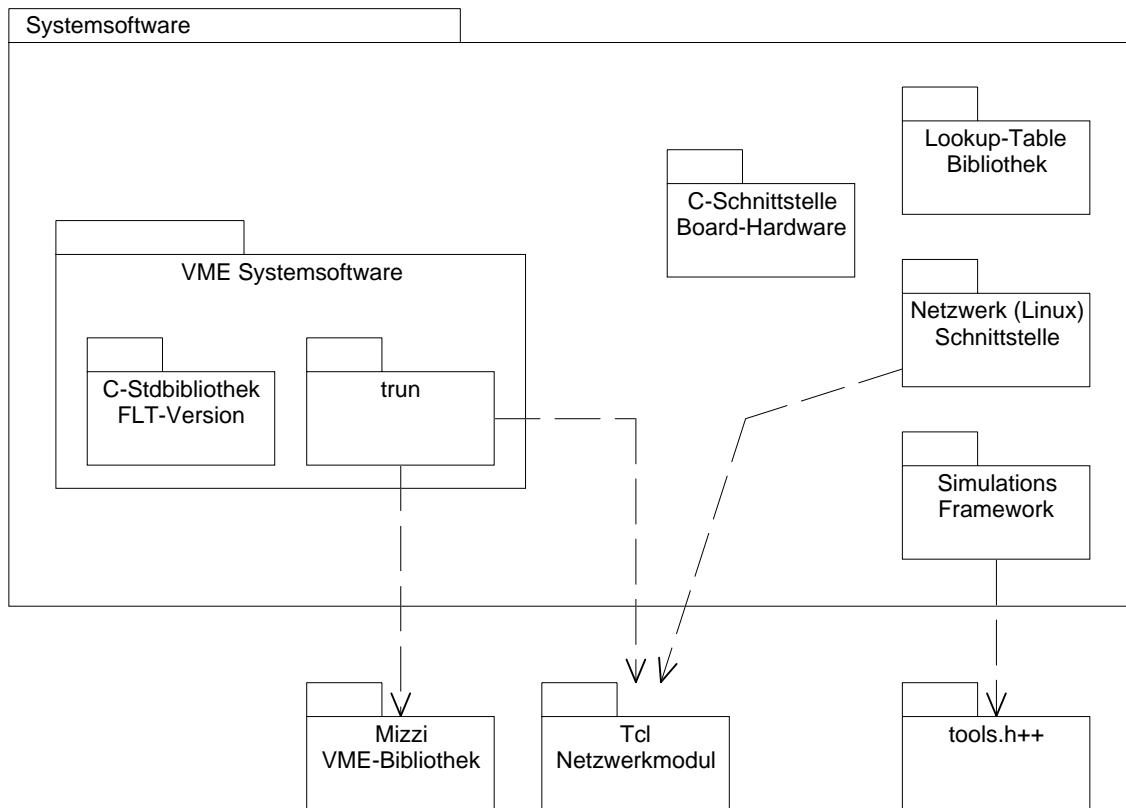 Systemsoftware
Lookup-Table
Bibliothek
C-Schnittstelle
Board-Hardware
VME Systemsoftware
Netzwerk (Linux)
Schnittstelle
C-Stdbibliothek
FLT-Version
trun
Simulations
Framework
Mizzi
VME-Bibliothek
Tcl
Netzwerkmodul
tools.h++